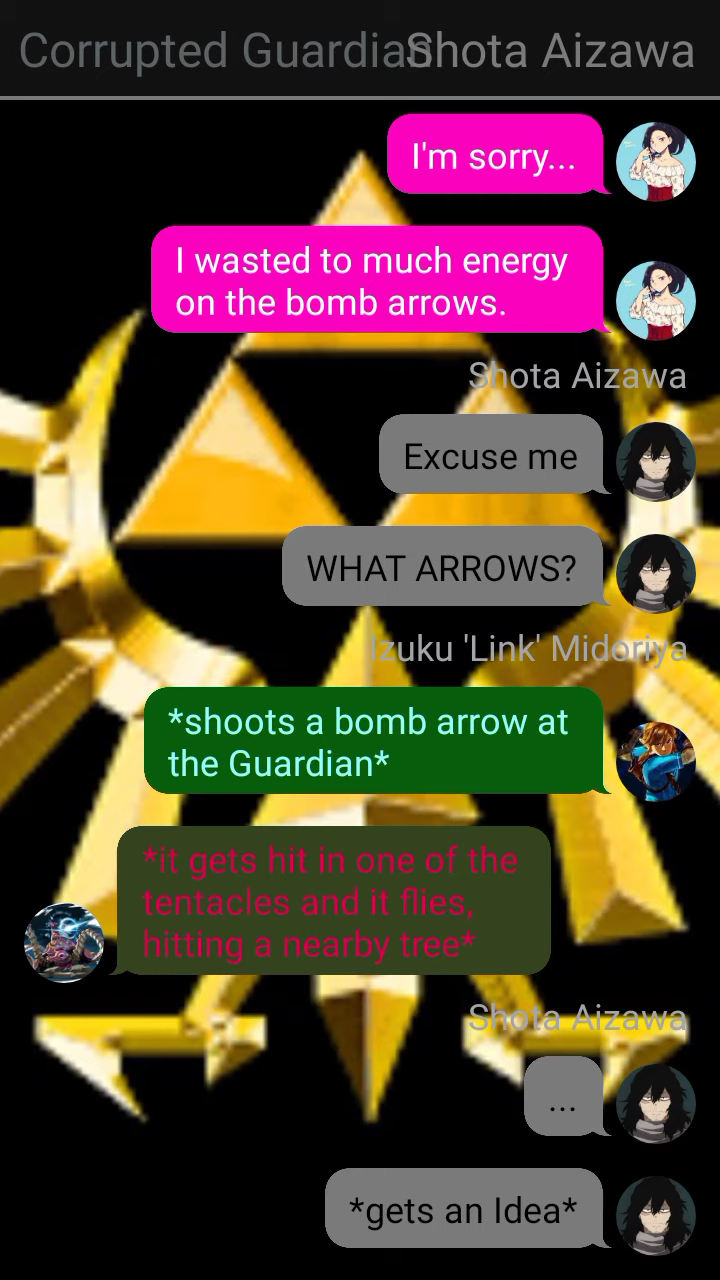 Corrupted Guardian Shota Aizawa
I'm sorry...
I wasted to much energy
on the bomb arrows.
Shota Aizawa
Excuse me
WHAT ARROWS?
Izuku 'Link' Midoriya
*shoots a bomb arrow at
the Guardian*
*it gets hit in one of the
tentacles and it flies,
hitting a nearby tree*
Shota Aizawa
...
*gets an Idea*